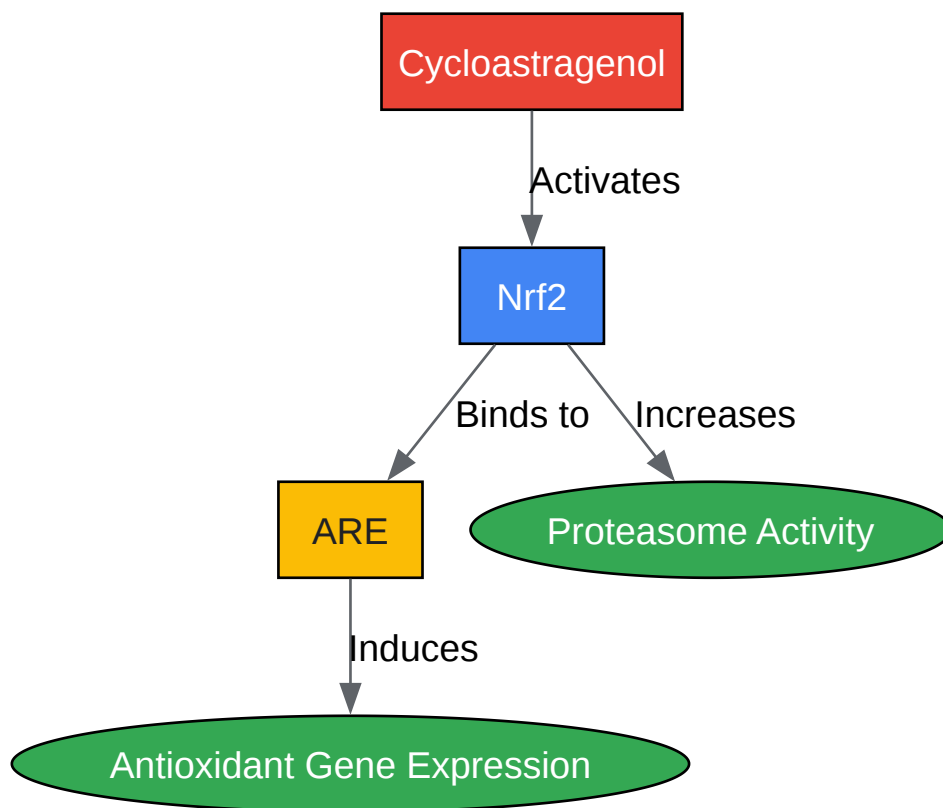 Cycloastragenol
Activates
Nrf2
Binds to
Increases
ARE
Proteasome Activity
Induces
Antioxidant Gene Expression